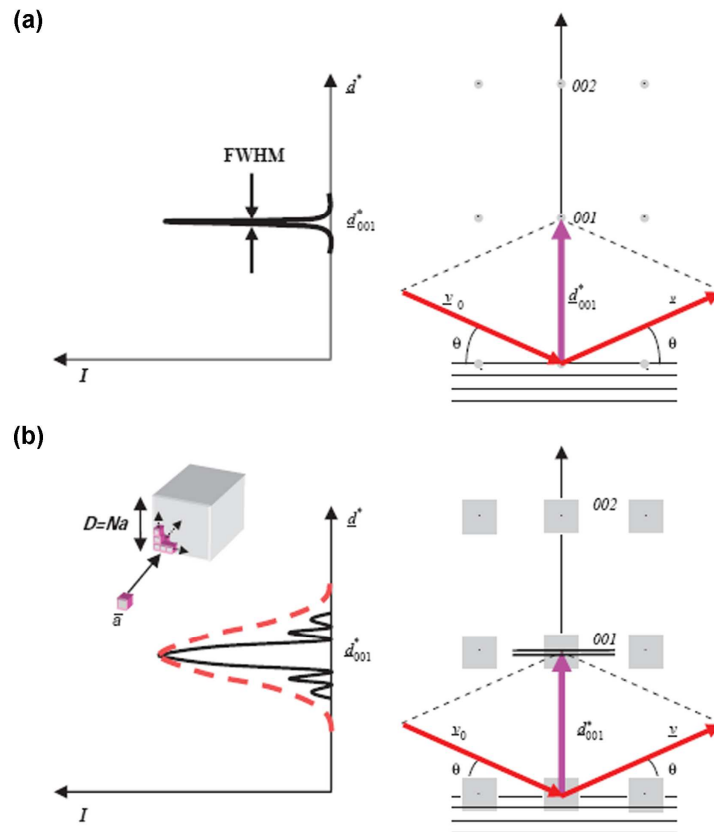 (a)
d*
002
FWHM
d*001
001
v0
d*001
v
θ
θ
I
(b)
D=Na
d*
002
a
d*001
001
v0
d*001
v
θ
θ
I